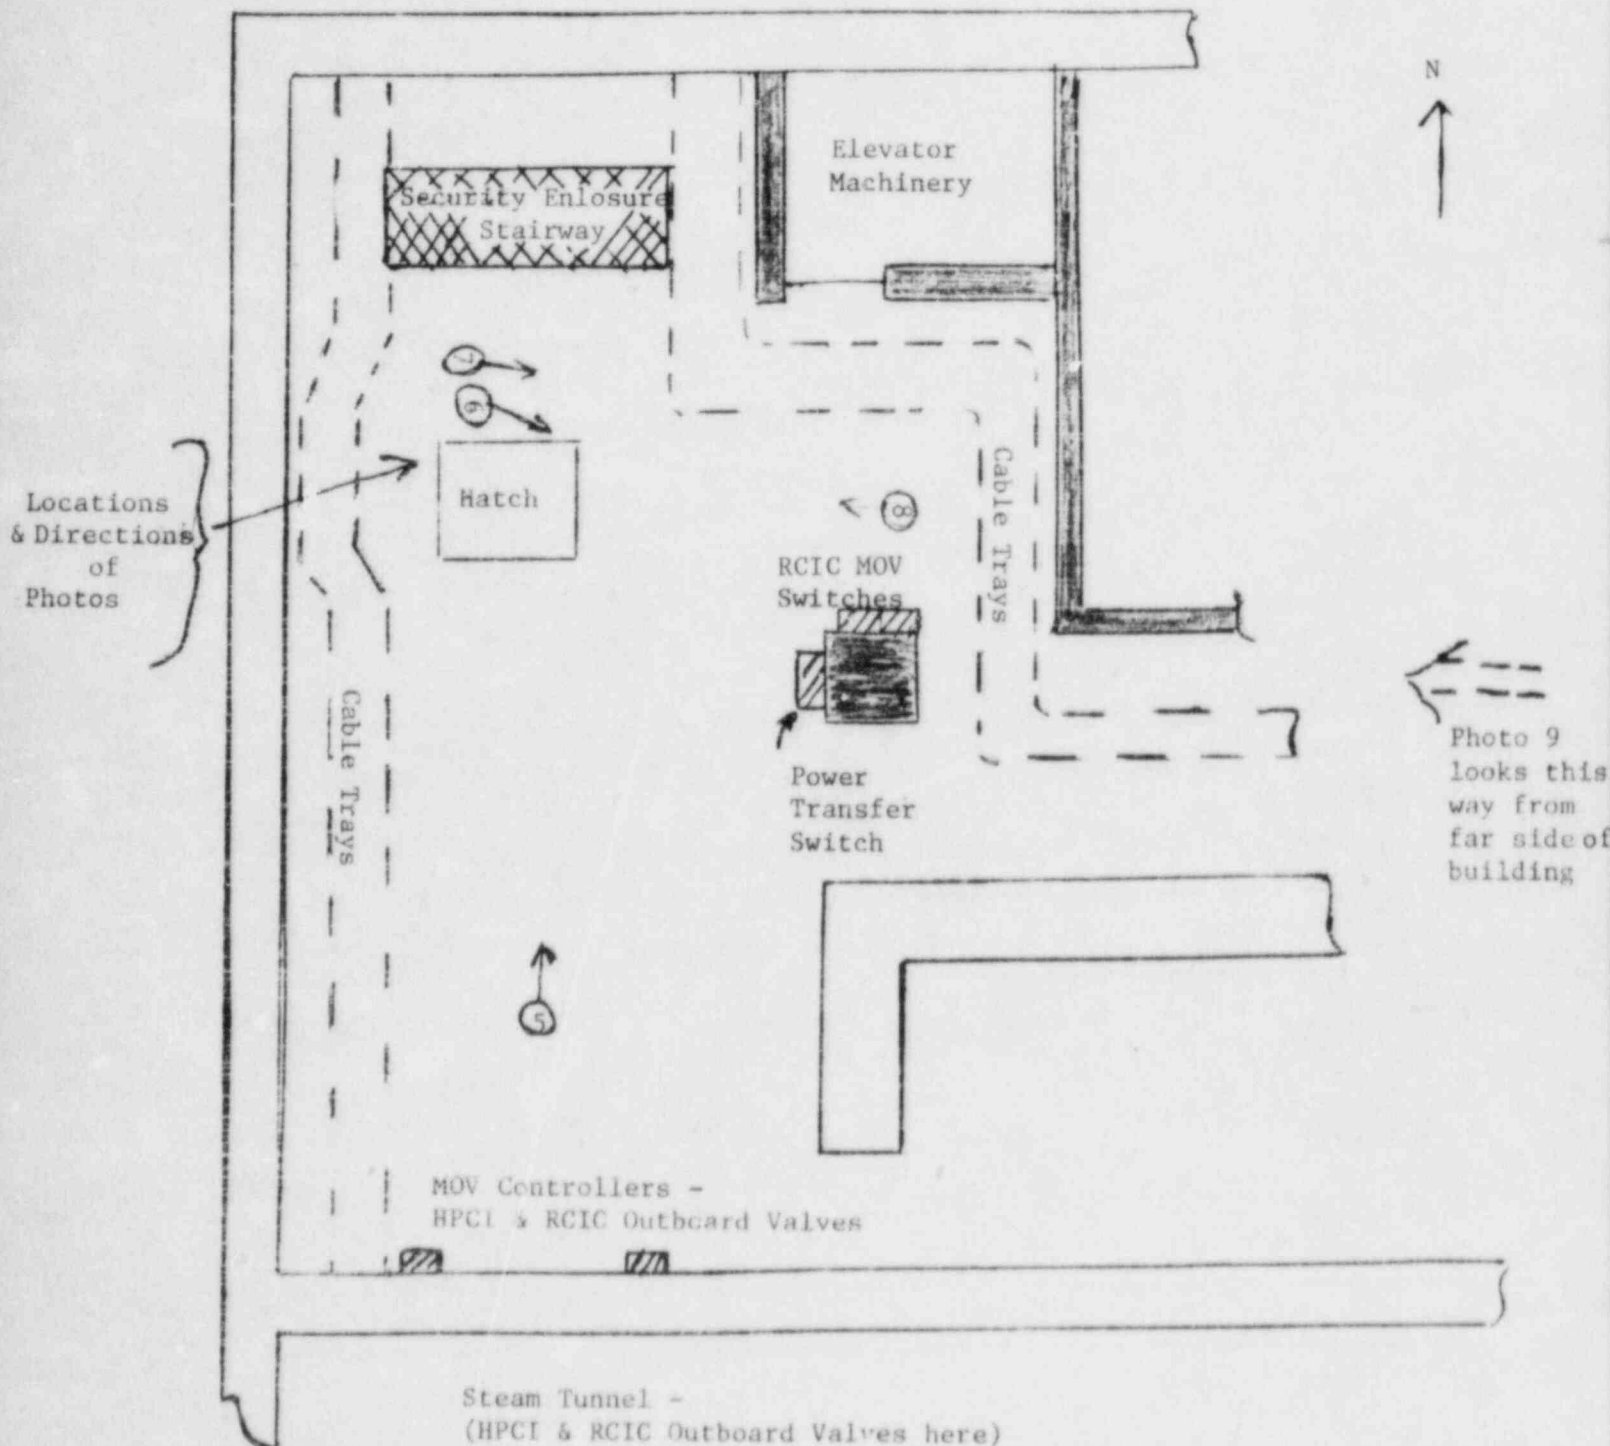 N
Elevator
Machinery
Security Enlosure
Stairway
7
6
Hatch
Locations
& Directions
of
Photos
8
Cable Trays
RCIC MOV
Switches
Cable Trays
Power
Transfer
Switch
Photo 9
looks this
way from
far side of
building
5
MOV Controllers -
HPCI & RCIC Outboard Valves
Steam Tunnel -
(HPCI & RCIC Outboard Valves here)